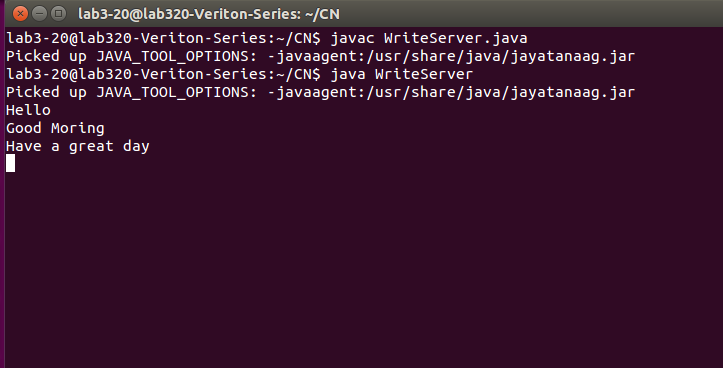 lab3-20@lab320-Veriton-Series: ~/CN
lab3-20@lab320-Veriton-Series:~/CN$ javac WriteServer.java
Picked up JAVA_TOOL_OPTIONS: -javaagent:/usr/share/java/jayatanaag.jar
lab3-20@lab320-Veriton-Series:~/CN$ java WriteServer
Picked up JAVA_TOOL_OPTIONS: -javaagent:/usr/share/java/jayatanaag.jar
Hello
Good Moring
Have a great day